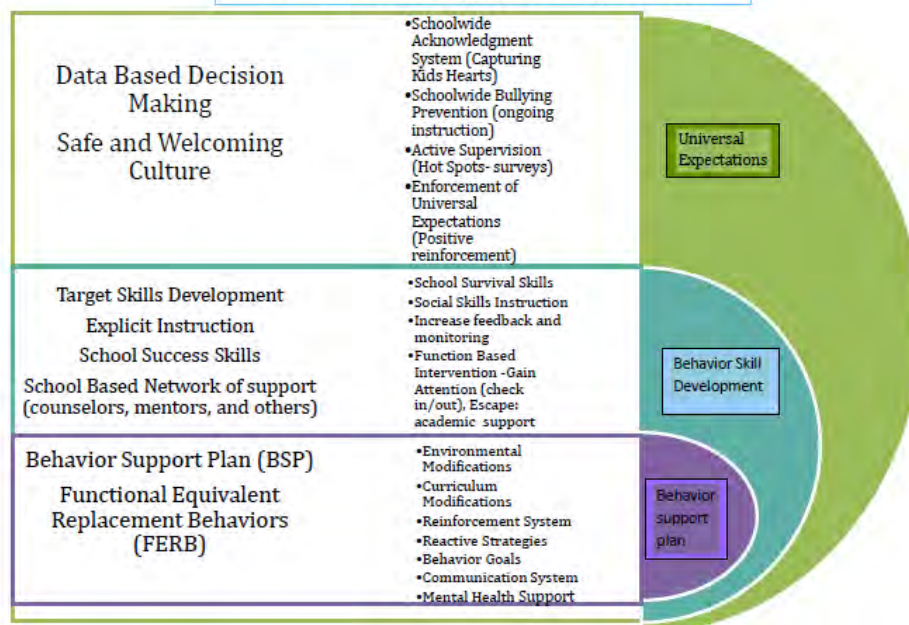 Data Based Decision
Making
Safe and Welcoming
Culture
•Schoolwide
Acknowledgment
System (Capturing
Kids Hearts)
•Schoolwide Bullying
Prevention (ongoing
instruction)
•Active Supervision
(Hot Spots- surveys)
•Enforcement of
Universal
Expectations
(Positive
reinforcement)
Universal
Expectations
Target Skills Development
Explicit Instruction
School Success Skills
School Based Network of support
(counselors, mentors, and others)
•School Survival Skills
•Social Skills Instruction
•Increase feedback and
monitoring
•Function Based
Intervention -Gain
Attention (check
in/out), Escape:
academic support
Behavior Skill
Development
Behavior Support Plan (BSP)
Functional Equivalent
Replacement Behaviors
(FERB)
•Environmental
Modifications
•Curriculum
Modifications
•Reinforcement System
•Reactive Strategies
•Behavior Goals
•Communication System
•Mental Health Support
Behavior
support
plan